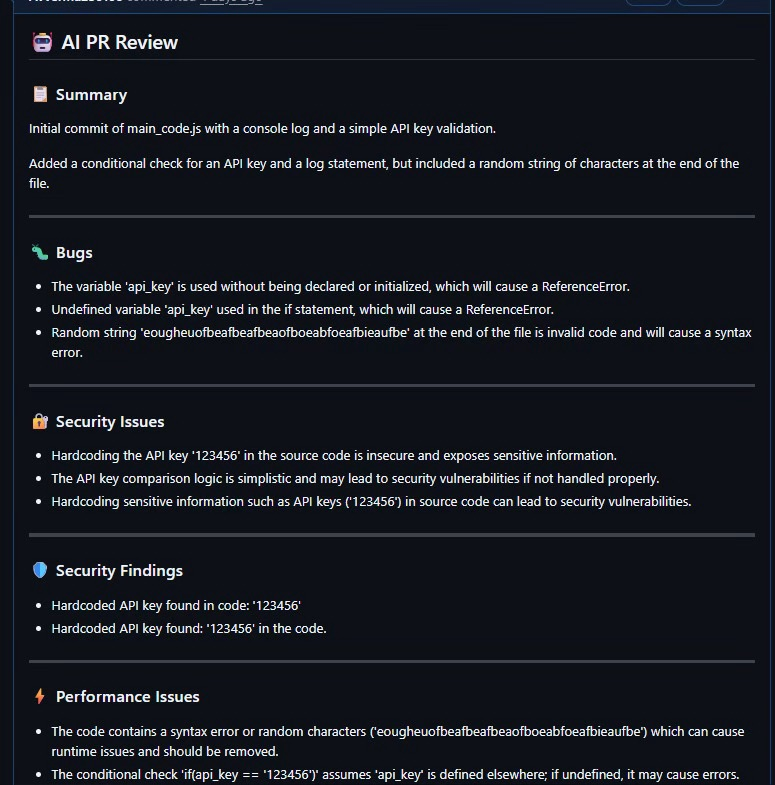 commented 4 days ago
AI PR Review
Summary
Initial commit of main_code.js with a console log and a simple API key validation.
Added a conditional check for an API key and a log statement, but included a random string of characters at the end of the
file.
Bugs
The variable 'api_key' is used without being declared or initialized, which will cause a ReferenceError.
Undefined variable 'api_key' used in the if statement, which will cause a ReferenceError.
Random string 'eougheuofbeafbeafbeaofboeabfoeafbieaufbe' at the end of the file is invalid code and will cause a syntax
error.
Security Issues
Hardcoding the API key '123456' in the source code is insecure and exposes sensitive information.
The API key comparison logic is simplistic and may lead to security vulnerabilities if not handled properly.
Hardcoding sensitive information such as API keys ('123456') in source code can lead to security vulnerabilities.
Security Findings
Hardcoded API key found in code: '123456'
Hardcoded API key found: '123456' in the code.
Performance Issues
The code contains a syntax error or random characters ('eougheuofbeafbeafbeaofboeabfoeafbieaufbe') which can cause
runtime issues and should be removed.
The conditional check 'if(api_key == '123456')' assumes 'api_key' is defined elsewhere; if undefined, it may cause errors.